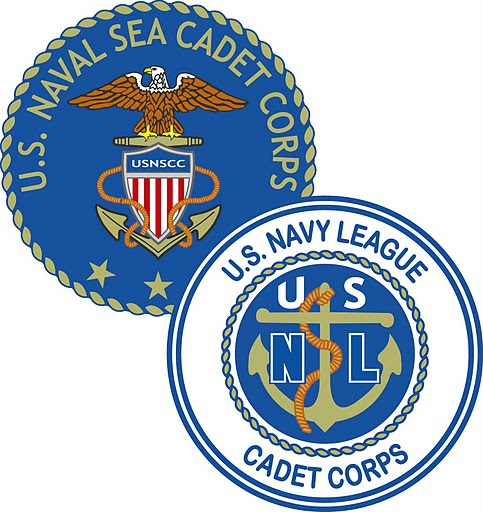 U.S. NAVAL SEA CADET CORPS
USNSCC
U.S. NAVY LEAGUE
U S
N L
CADET CORPS